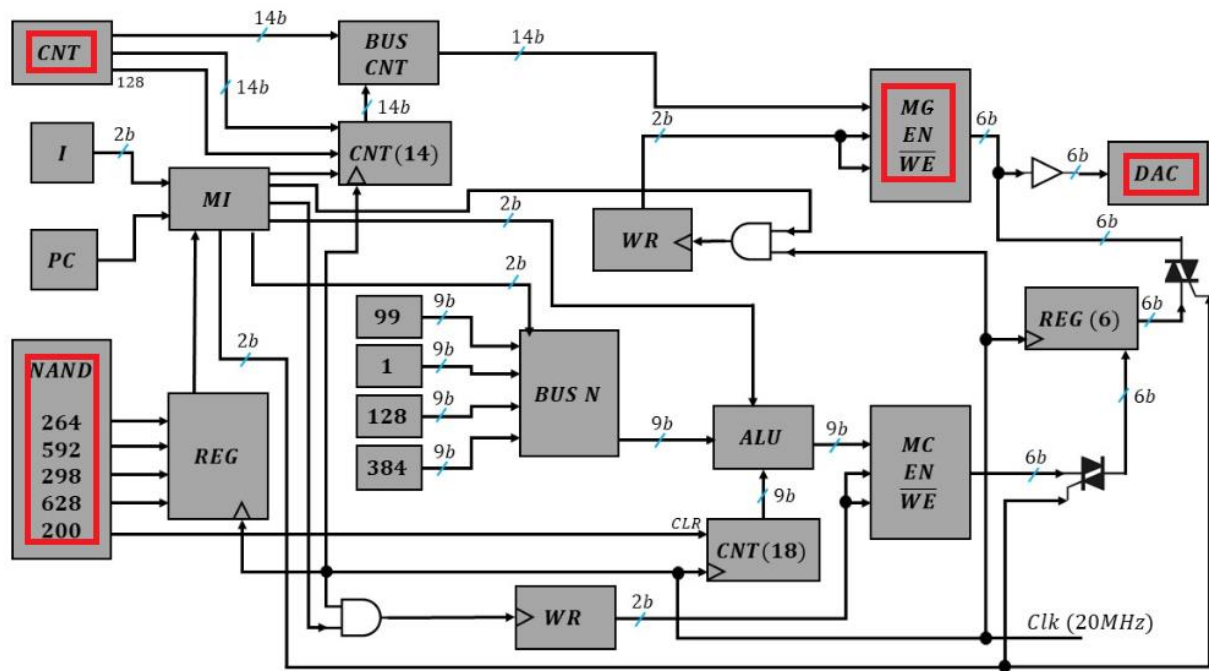 14b
CNT
128
14b
BUS
CNT
14b
14b
CNT(14)
I
2b
MI
PC
2b
2b
2b
NAND
264
592
298
628
200
REG
99
9b
1
9b
128
9b
384
9b
BUS N
9b
ALU
9b
9b
CLR
CNT(18)
WR
2b
WR
2b
MG
EN
W̅E̅
6b
6b
DAC
6b
REG (6)
6b
6b
MC
EN
W̅E̅
6b
Clk (20MHz)